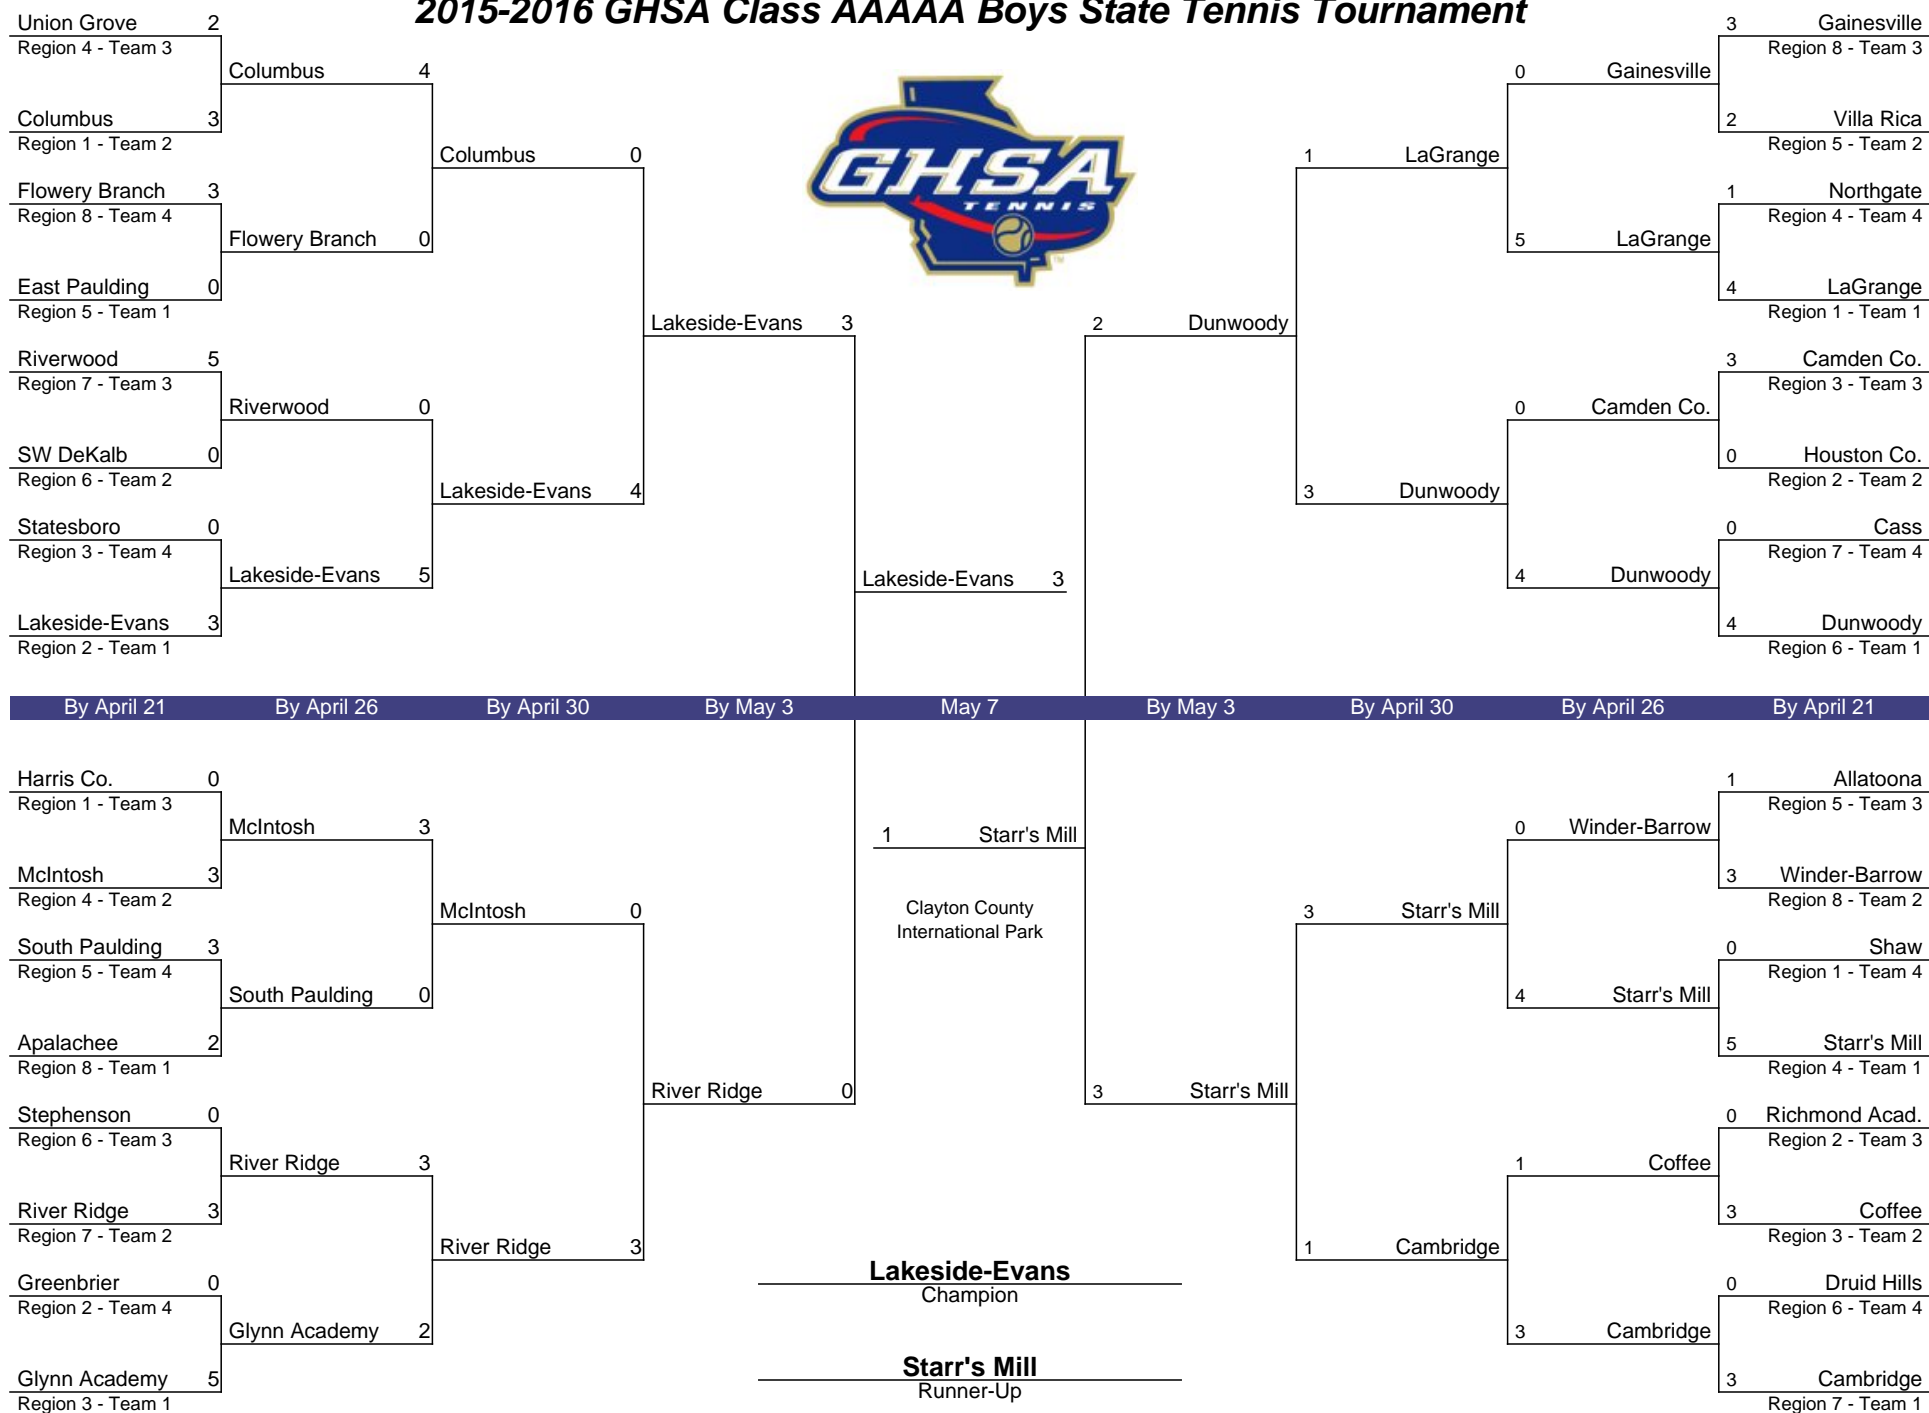 2015-2016 GHSA Class AAAAA Boys State Tennis Tournament
Union Grove 2
Region 4 - Team 3
Columbus 3
Region 1 - Team 2
Flowery Branch 3
Region 8 - Team 4
East Paulding 0
Region 5 - Team 1
Riverwood 5
Region 7 - Team 3
SW DeKalb 0
Region 6 - Team 2
Statesboro 0
Region 3 - Team 4
Lakeside-Evans 3
Region 2 - Team 1
Columbus 4
Flowery Branch 0
Riverwood 0
Lakeside-Evans 5
Columbus 0
Lakeside-Evans 4
Lakeside-Evans 3
Lakeside-Evans 3
GHSA
TENNIS
TM
2 Dunwoody
1 LaGrange
3 Dunwoody
0 Gainesville
5 LaGrange
0 Camden Co.
4 Dunwoody
3 Gainesville
Region 8 - Team 3
2 Villa Rica
Region 5 - Team 2
1 Northgate
Region 4 - Team 4
4 LaGrange
Region 1 - Team 1
3 Camden Co.
Region 3 - Team 3
0 Houston Co.
Region 2 - Team 2
0 Cass
Region 7 - Team 4
4 Dunwoody
Region 6 - Team 1
By April 21 By April 26 By April 30 By May 3 May 7 By May 3 By April 30 By April 26 By April 21
Harris Co. 0
Region 1 - Team 3
McIntosh 3
Region 4 - Team 2
South Paulding 3
Region 5 - Team 4
Apalachee 2
Region 8 - Team 1
Stephenson 0
Region 6 - Team 3
River Ridge 3
Region 7 - Team 2
Greenbrier 0
Region 2 - Team 4
Glynn Academy 5
Region 3 - Team 1
McIntosh 3
South Paulding 0
River Ridge 3
Glynn Academy 2
McIntosh 0
River Ridge 3
River Ridge 0
1 Starr's Mill
Clayton County
International Park
Lakeside-Evans
Champion
Starr's Mill
Runner-Up
3 Starr's Mill
3 Starr's Mill
1 Cambridge
0 Winder-Barrow
4 Starr's Mill
1 Coffee
3 Cambridge
1 Allatoona
Region 5 - Team 3
3 Winder-Barrow
Region 8 - Team 2
0 Shaw
Region 1 - Team 4
5 Starr's Mill
Region 4 - Team 1
0 Richmond Acad.
Region 2 - Team 3
3 Coffee
Region 3 - Team 2
0 Druid Hills
Region 6 - Team 4
3 Cambridge
Region 7 - Team 1